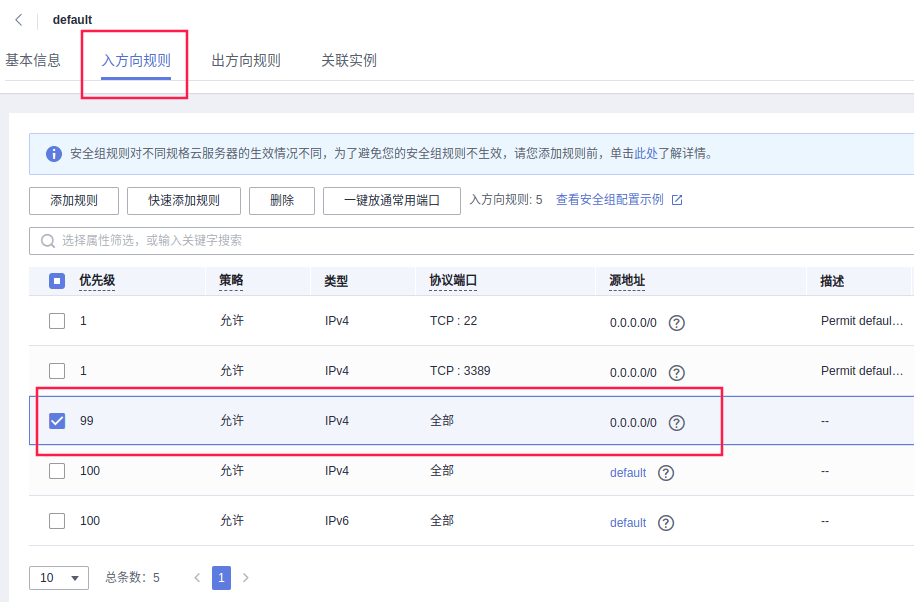 default
基本信息 入方向规则 出方向规则 关联实例
安全组规则对不同规格云服务器的生效情况不同，为了避免您的安全组规则不生效，请您添加规则前，单击此处了解详情。
添加规则 快速添加规则 删除 一键放通常用端口 入方向规则: 5 查看安全组配置示例
选择属性筛选，或输入关键字搜索
优先级 策略 类型 协议端口 源地址 描述
1 允许 IPv4 TCP : 22 0.0.0.0/0 Permit defaul...
1 允许 IPv4 TCP : 3389 0.0.0.0/0 Permit defaul...
99 允许 IPv4 全部 0.0.0.0/0 --
100 允许 IPv4 全部 default --
100 允许 IPv6 全部 default --
10 总条数: 5 1